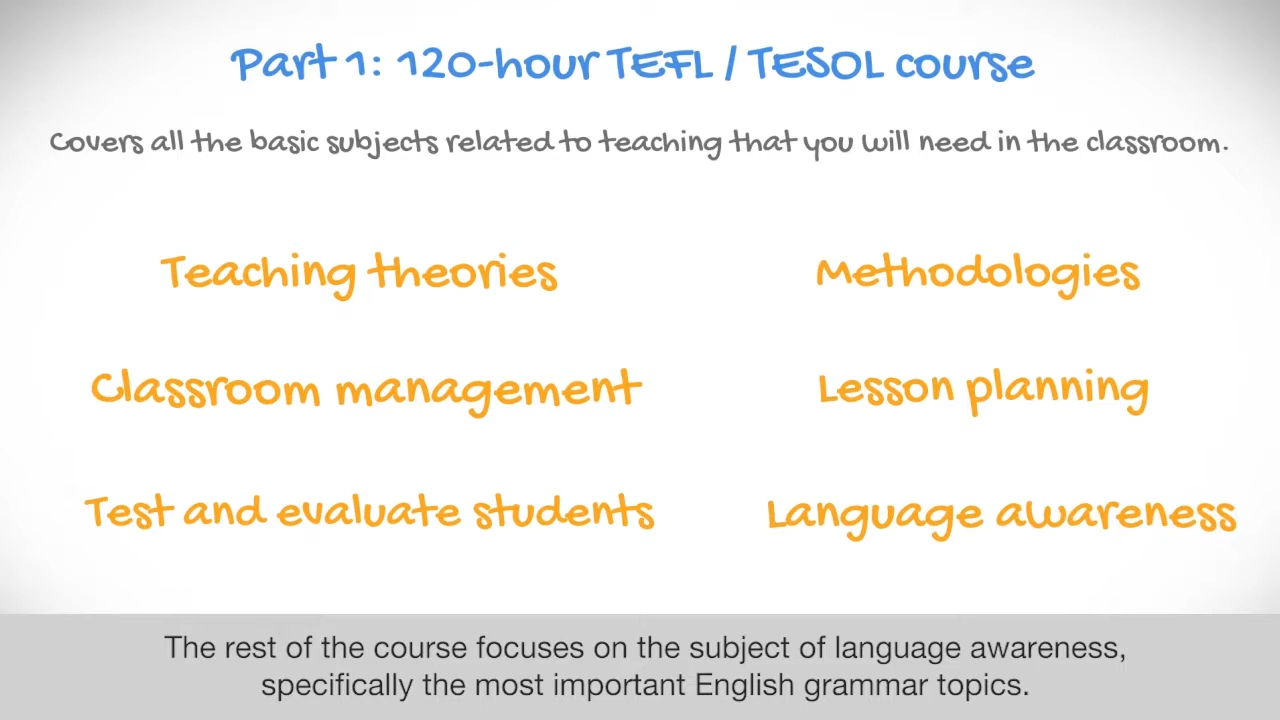 Part 1: 120-hour TEFL / TESOL course
Covers all the basic subjects related to teaching that you will need in the classroom.
Teaching theories
Methodologies
Classroom management
Lesson planning
Test and evaluate students
Language awareness
The rest of the course focuses on the subject of language awareness,
specifically the most important English grammar topics.